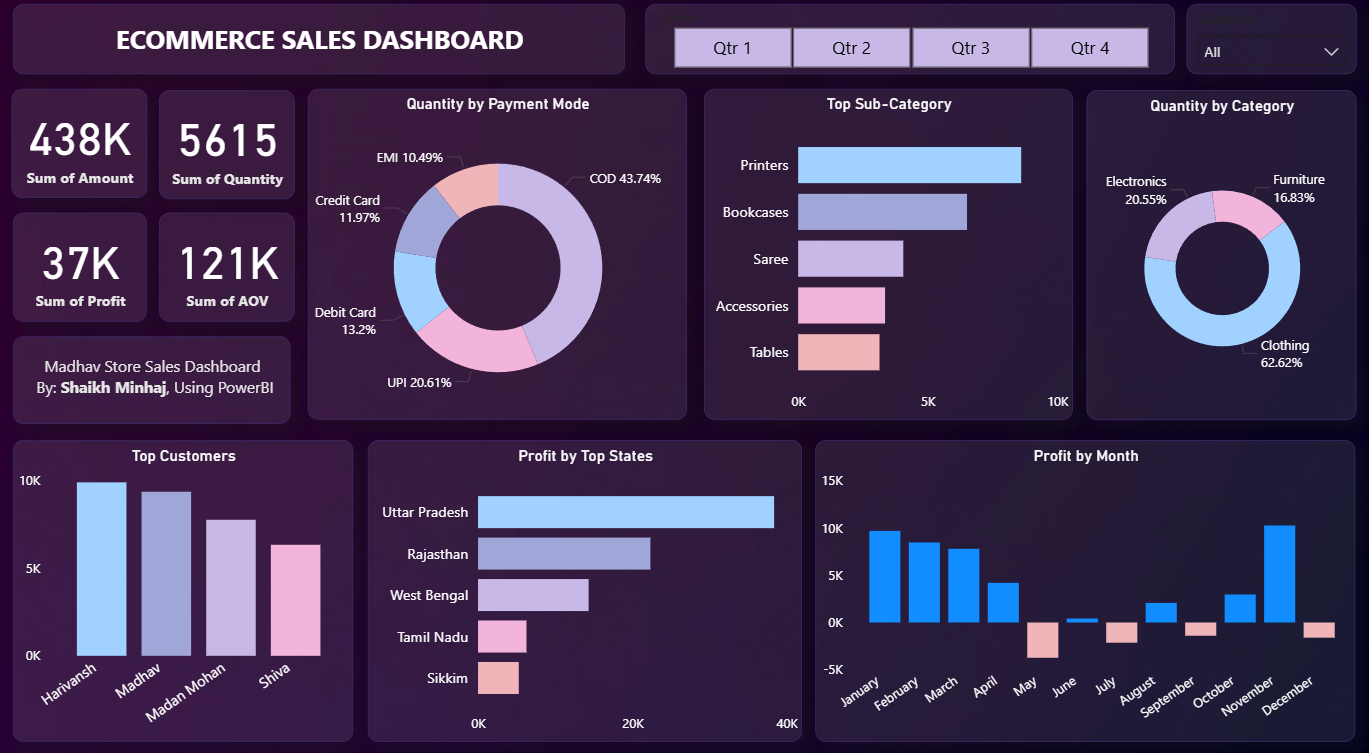 ECOMMERCE SALES DASHBOARD
Qtr 1
Qtr 2
Qtr 3
Qtr 4
All
438K
Sum of Amount
5615
Sum of Quantity
37K
Sum of Profit
121K
Sum of AOV
Madhav Store Sales Dashboard
By: Shaikh Minhaj, Using PowerBI
Quantity by Payment Mode
EMI 10.49%
COD 43.74%
Credit Card
11.97%
Debit Card
13.2%
UPI 20.61%
Top Sub-Category
Printers
Bookcases
Saree
Accessories
Tables
0K
5K
10K
Quantity by Category
Electronics
20.55%
Furniture
16.83%
Clothing
62.62%
Top Customers
10K
5K
0K
Harivansh
Madhav
Madan Mohan
Shiva
Profit by Top States
Uttar Pradesh
Rajasthan
West Bengal
Tamil Nadu
Sikkim
0K
20K
40K
Profit by Month
15K
10K
5K
0K
-5K
January
February
March
April
May
June
July
August
September
October
November
December